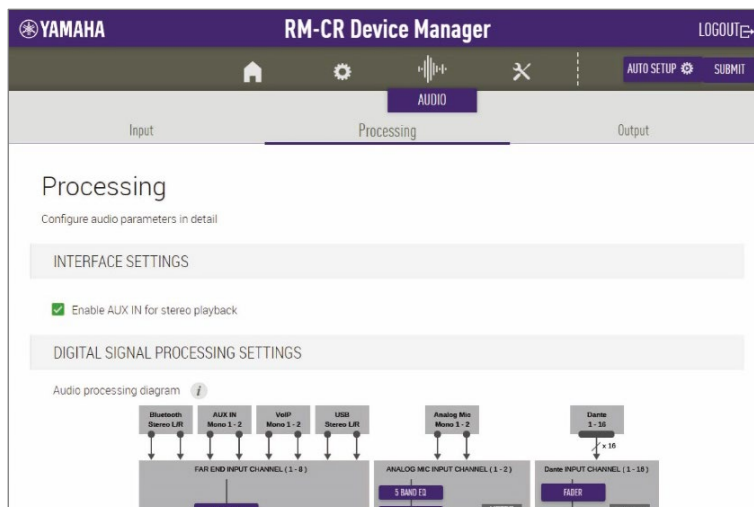 YAMAHA
RM-CR Device Manager
LOGOUT
AUTO SETUP
SUBMIT
AUDIO
Input
Processing
Output
Processing
Configure audio parameters in detail
INTERFACE SETTINGS
Enable AUX IN for stereo playback
DIGITAL SIGNAL PROCESSING SETTINGS
Audio processing diagram i
Bluetooth
Stereo L/R
AUX IN
Mono 1 - 2
VoIP
Mono 1 - 2
USB
Stereo L/R
Analog Mic
Mono 1 - 2
Dante
1 - 16
x 16
FAR END INPUT CHANNEL ( 1 - 8 )
ANALOG MIC INPUT CHANNEL ( 1 - 2 )
Dante INPUT CHANNEL ( 1 - 16 )
5 BAND EQ
FADER